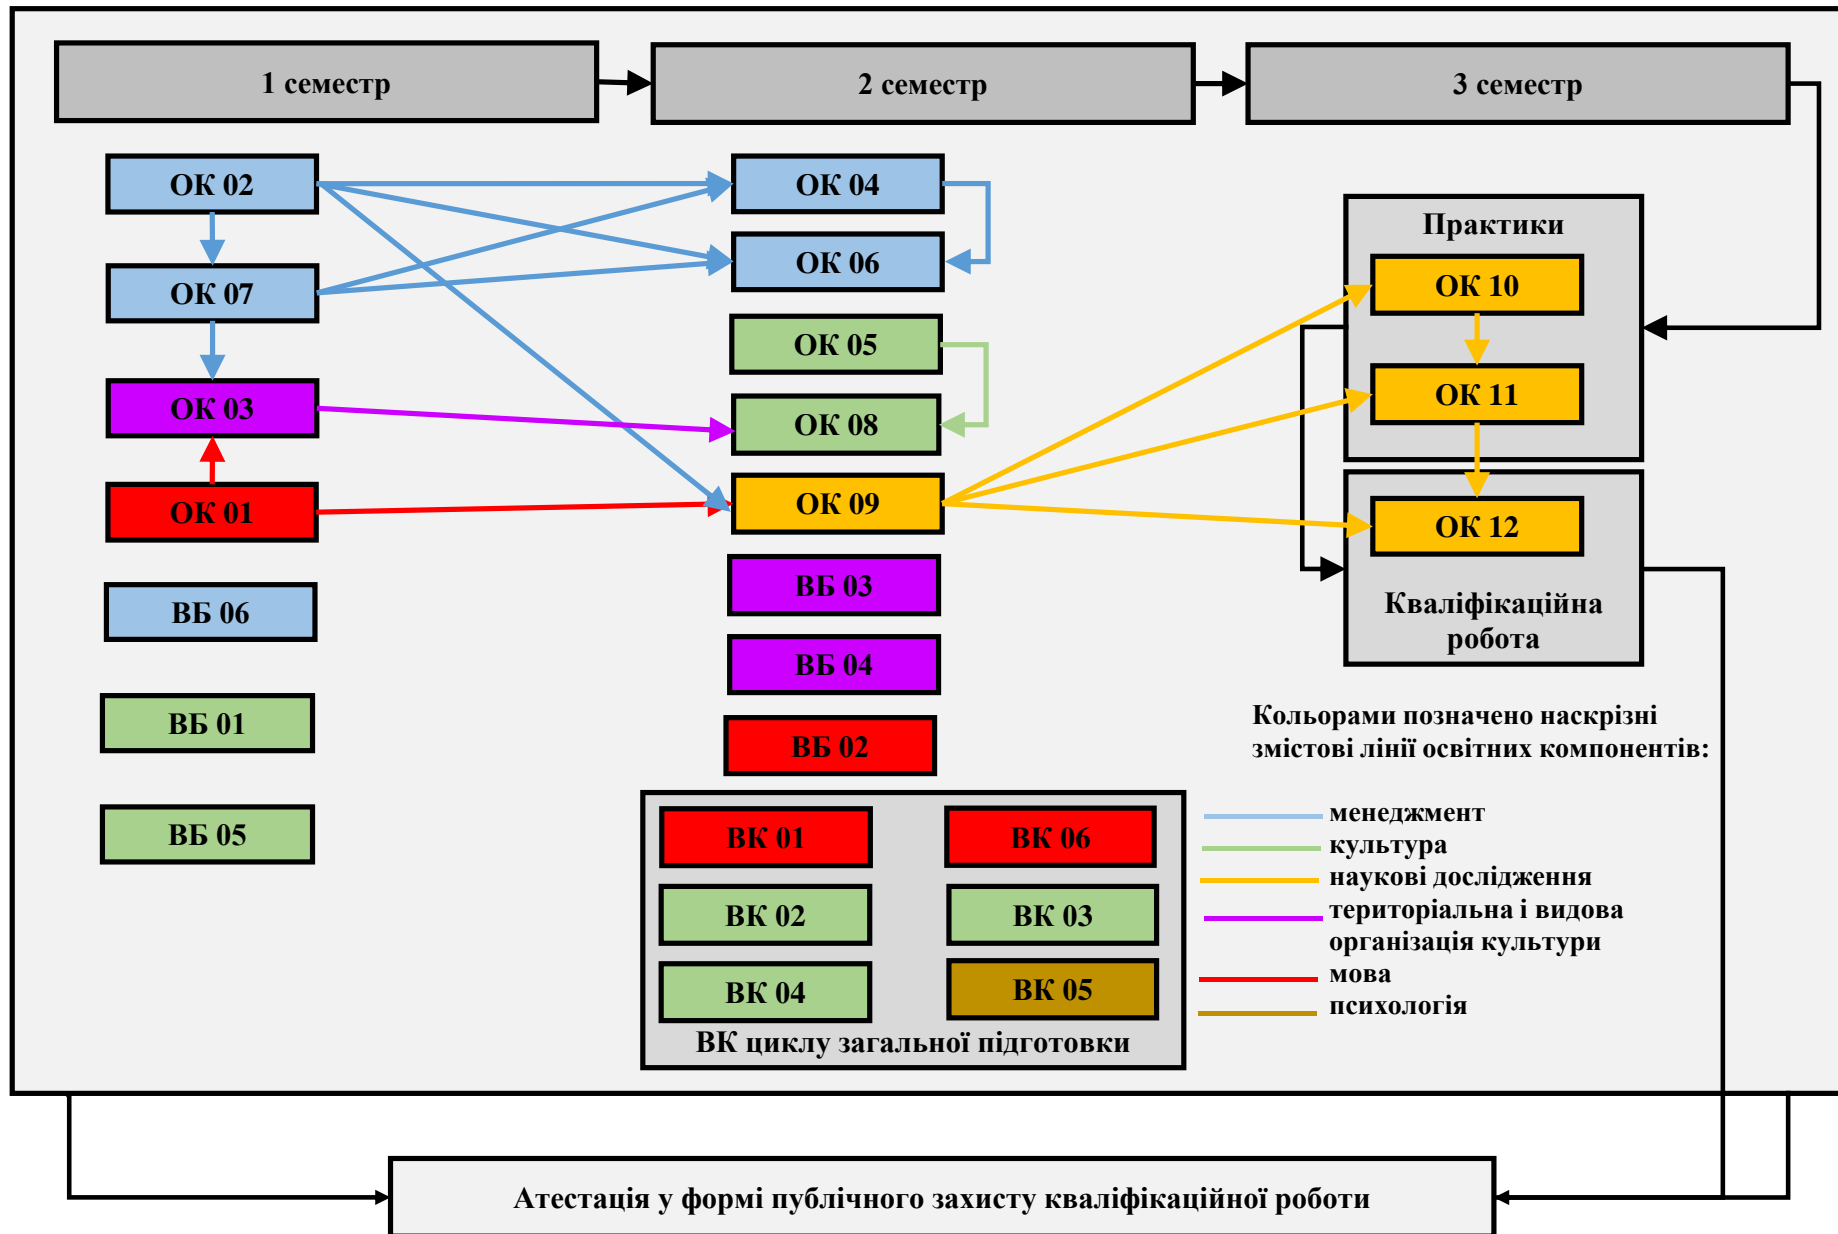 1 семестр
2 семестр
3 семестр
ОК 02
ОК 07
ОК 03
ОК 01
ВБ 06
ВБ 01
ВБ 05
ОК 04
ОК 06
ОК 05
ОК 08
ОК 09
ВБ 03
ВБ 04
ВБ 02
ВК 01
ВК 06
ВК 02
ВК 03
ВК 04
ВК 05
ВК циклу загальної підготовки
Практики
ОК 10
ОК 11
ОК 12
Кваліфікаційна
робота
Кольорами позначено наскрізні
змістові лінії освітних компонентів:
менеджмент
культура
наукові дослідження
територіальна і видова
організація культури
мова
психологія
Атестація у формі публічного захисту кваліфікаційної роботи